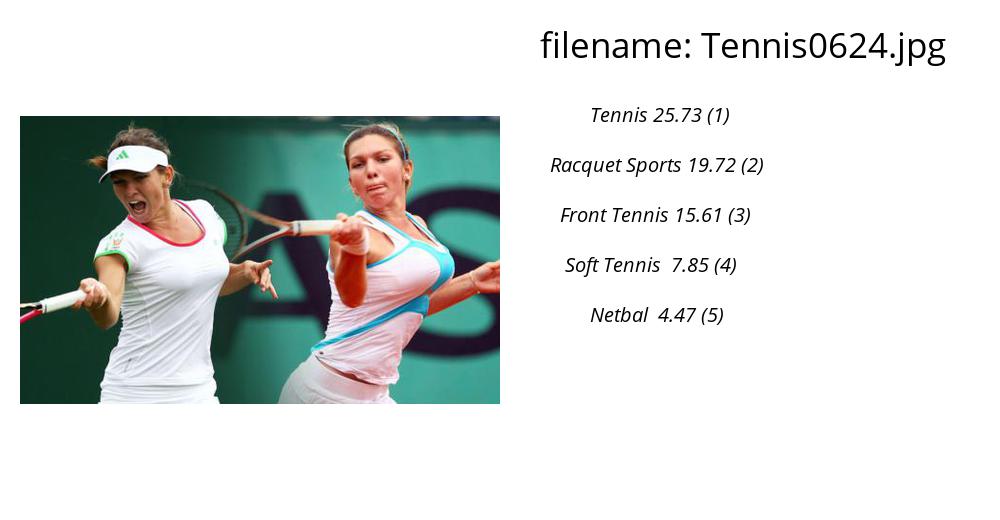 filename: Tennis0624.jpg
Tennis 25.73 (1)
Racquet Sports 19.72 (2)
Front Tennis 15.61 (3)
Soft Tennis 7.85 (4)
Netbal 4.47 (5)
AS